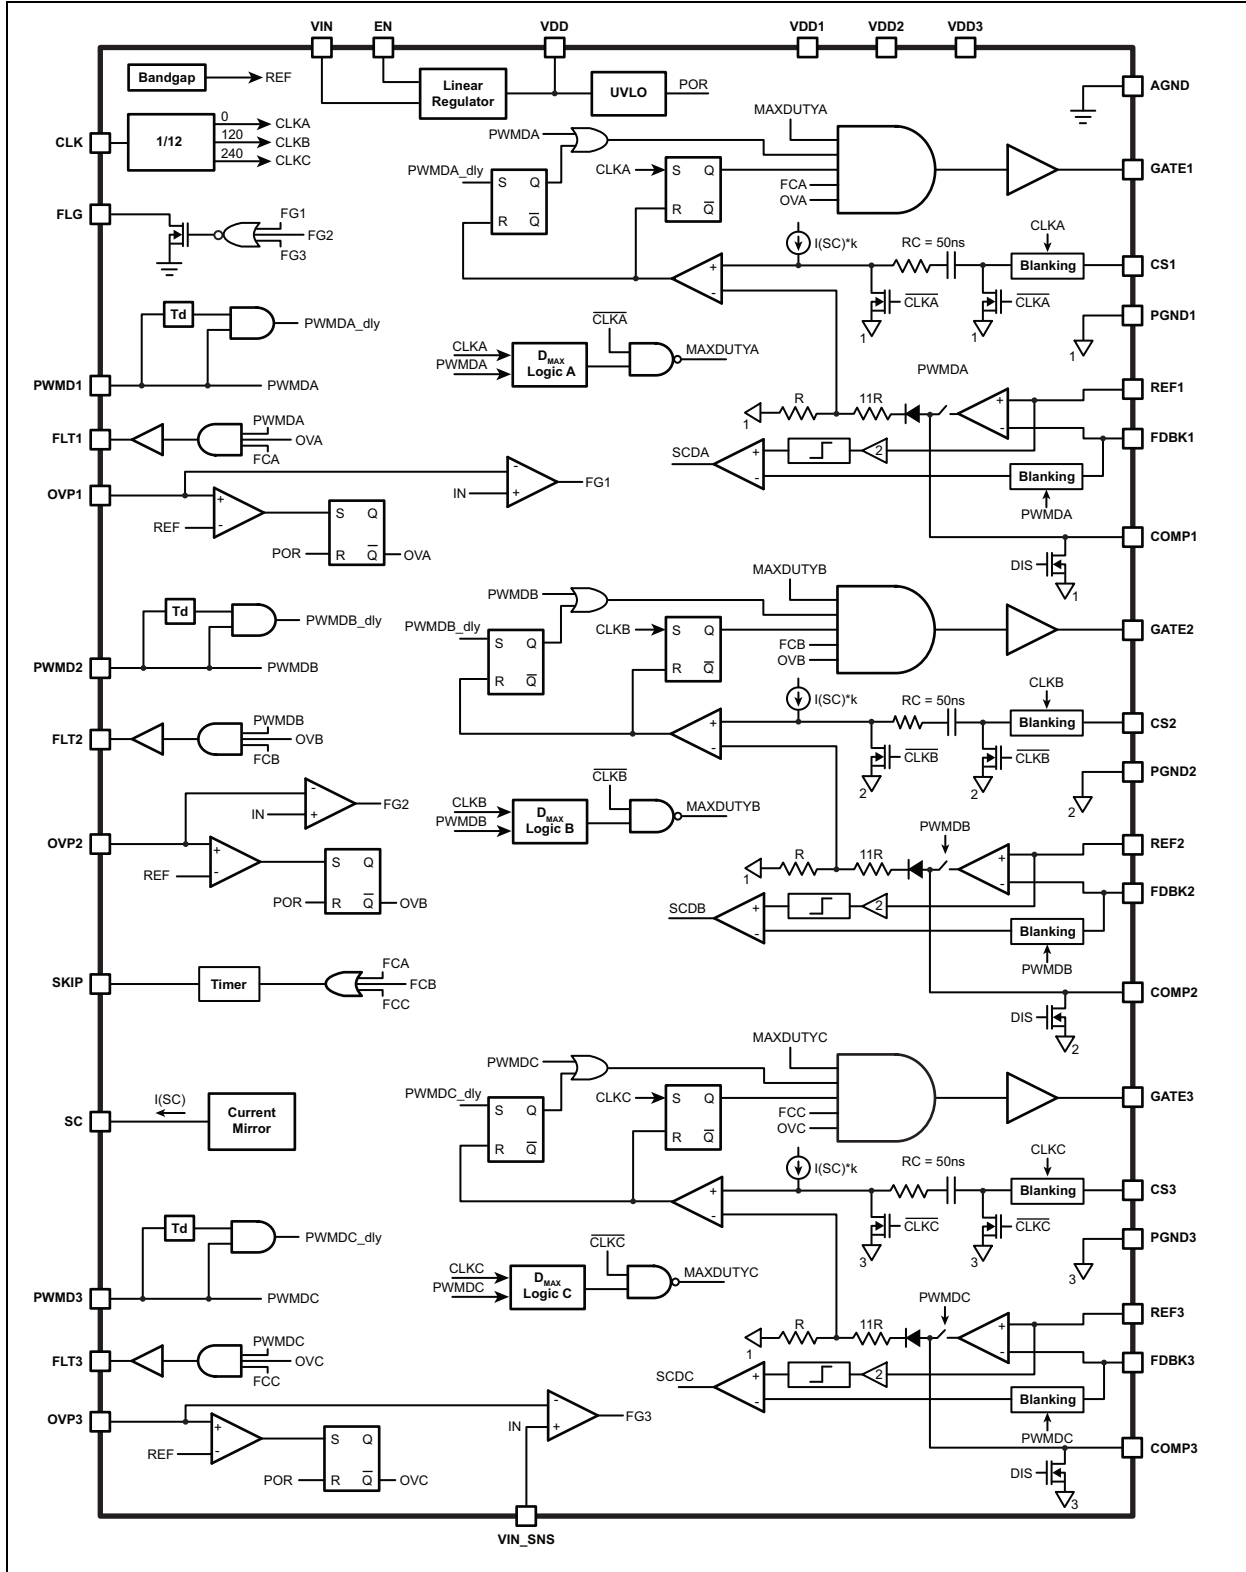 VIN
EN
VDD
VDD1
VDD2
VDD3
Bandgap
REF
Linear
Regulator
UVLO
POR
AGND
CLK
1/12
0
CLKA
120
CLKB
240
CLKC
PWMDA
MAXDUTYA
PWMDA_dly
S
Q
R
Q
CLKA
S
Q
R
Q
FCA
OVA
GATE1
FLG
FG1
FG2
FG3
I(SC)*k
RC = 50ns
CLKA
Blanking
CS1
+
-
CLKA
CLKA
1
1
PGND1
1
Td
PWMDA_dly
PWMD1
PWMDA
CLKA
PWMDA
DMAX
Logic A
CLKA
MAXDUTYA
PWMDA
R
11R
1
+
-
REF1
FDBK1
FLT1
PWMDA
OVA
FCA
SCDA
+
-
2
Blanking
PWMDA
OVP1
-
IN
+
FG1
+
REF
-
S
Q
POR
R
Q
OVA
COMP1
DIS
1
PWMDB
MAXDUTYB
PWMDB_dly
S
Q
R
Q
CLKB
S
Q
R
Q
FCB
OVB
GATE2
Td
PWMDB_dly
PWMD2
PWMDB
I(SC)*k
RC = 50ns
CLKB
Blanking
CS2
+
-
CLKB
CLKB
2
2
PGND2
2
FLT2
PWMDB
OVB
FCB
CLKB
PWMDB
DMAX
Logic B
CLKB
MAXDUTYB
-
IN
+
FG2
OVP2
+
REF
-
S
Q
POR
R
Q
OVB
PWMDB
R
11R
1
+
-
REF2
FDBK2
SCDB
+
-
2
Blanking
PWMDB
SKIP
Timer
FCA
FCB
FCC
COMP2
DIS
2
PWMDC
MAXDUTYC
PWMDC_dly
S
Q
R
Q
CLKC
S
Q
R
Q
FCC
OVC
GATE3
SC
I(SC)
Current
Mirror
I(SC)*k
RC = 50ns
CLKC
Blanking
CS3
+
-
CLKC
CLKC
3
3
PGND3
3
Td
PWMDC_dly
PWMD3
PWMDC
CLKC
PWMDC
DMAX
Logic C
CLKC
MAXDUTYC
PWMDC
R
11R
1
+
-
REF3
FDBK3
FLT3
PWMDC
OVC
FCC
SCDC
+
-
2
Blanking
PWMDC
OVP3
-
IN
+
FG3
+
REF
-
S
Q
POR
R
Q
OVC
COMP3
DIS
3
VIN_SNS